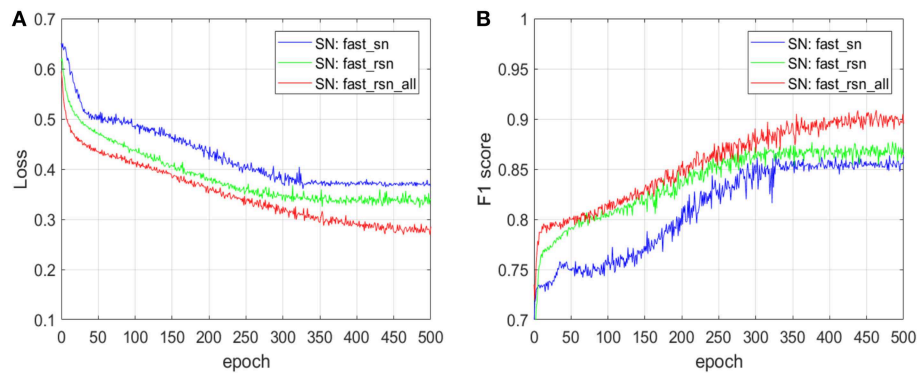 A
Loss
0.7
0.6
0.5
0.4
0.3
0.2
0.1
0 50 100 150 200 250 300 350 400 450 500
epoch
SN: fast_sn
SN: fast_rsn
SN: fast_rsn_all
B
F1 score
1
0.95
0.9
0.85
0.8
0.75
0.7
0 50 100 150 200 250 300 350 400 450 500
epoch
SN: fast_sn
SN: fast_rsn
SN: fast_rsn_all